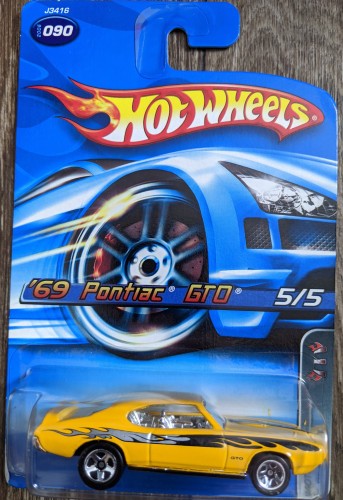 J3416
090
HOT WHEELS®
'69 Pontiac® GTO® 5/5
GTO